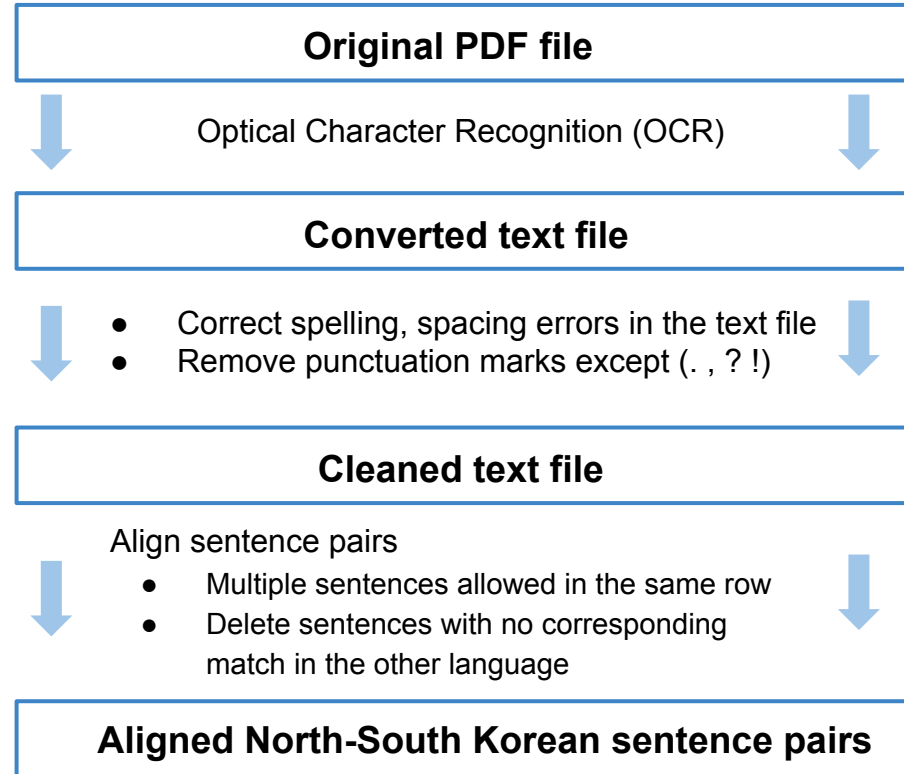 Original PDF file
Optical Character Recognition (OCR)
Converted text file
● Correct spelling, spacing errors in the text file
● Remove punctuation marks except (. , ? !)
Cleaned text file
Align sentence pairs
● Multiple sentences allowed in the same row
● Delete sentences with no corresponding
match in the other language
Aligned North-South Korean sentence pairs